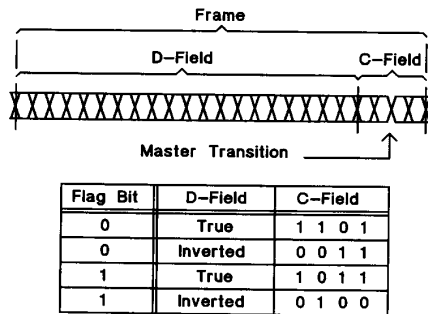 Frame
D-Field C-Field
Master Transition
Flag Bit D-Field C-Field
0 True 1 1 0 1
0 Inverted 0 0 1 1
1 True 1 0 1 1
1 Inverted 0 1 0 0